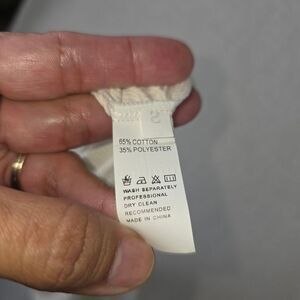 S
65% COTTON
35% POLYESTER
WASH SEPARATELY
PROFESSIONAL
DRY CLEAN
RECOMMENDED
MADE IN CHINA